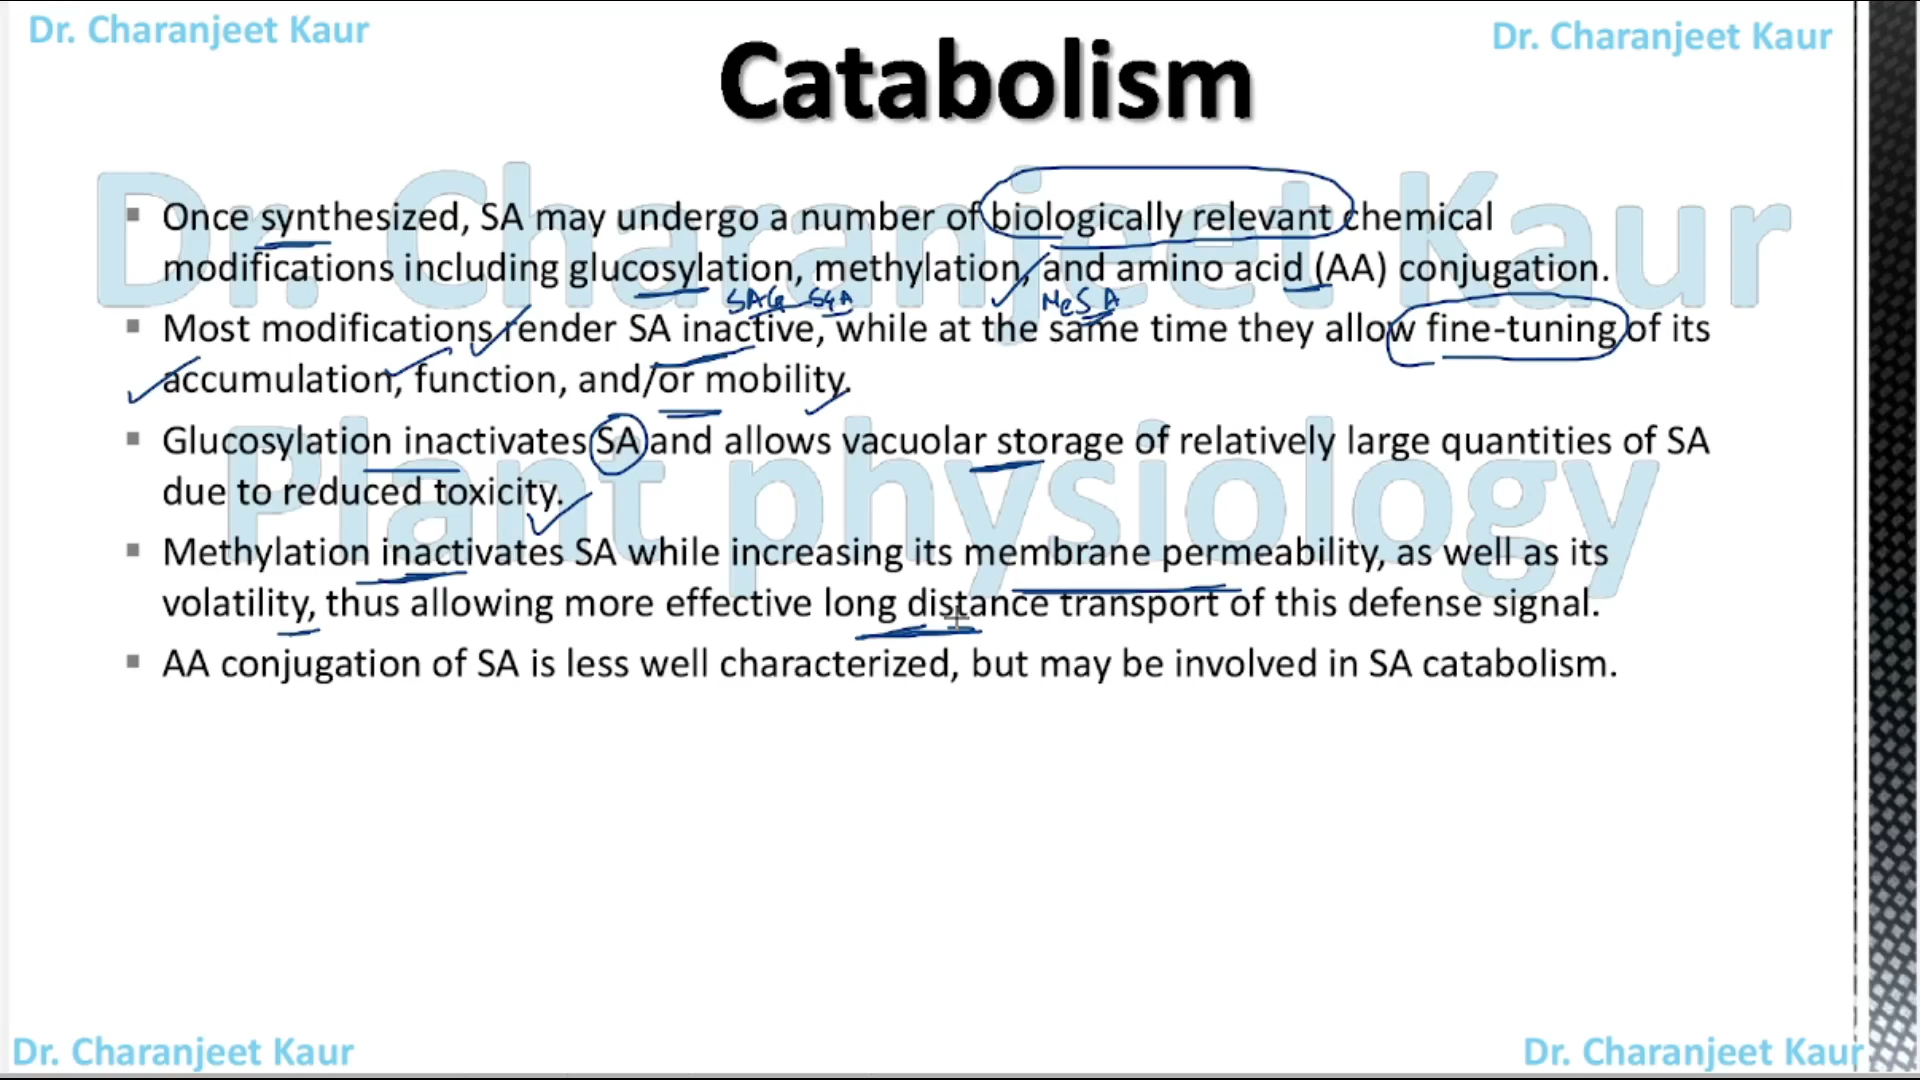 Dr. Charanjeet Kaur
Dr. Charanjeet Kaur
Catabolism
Dr. Charanjeet Kaur
Plant physiology
Once synthesized, SA may undergo a number of biologically relevant chemical
modifications including glucosylation, methylation, and amino acid (AA) conjugation.
SAG SGA
MeSA
Most modifications render SA inactive, while at the same time they allow fine-tuning of its
accumulation, function, and/or mobility.
Glucosylation inactivates SA and allows vacuolar storage of relatively large quantities of SA
due to reduced toxicity.
Methylation inactivates SA while increasing its membrane permeability, as well as its
volatility, thus allowing more effective long distance transport of this defense signal.
AA conjugation of SA is less well characterized, but may be involved in SA catabolism.
Dr. Charanjeet Kaur
Dr. Charanjeet Kaur